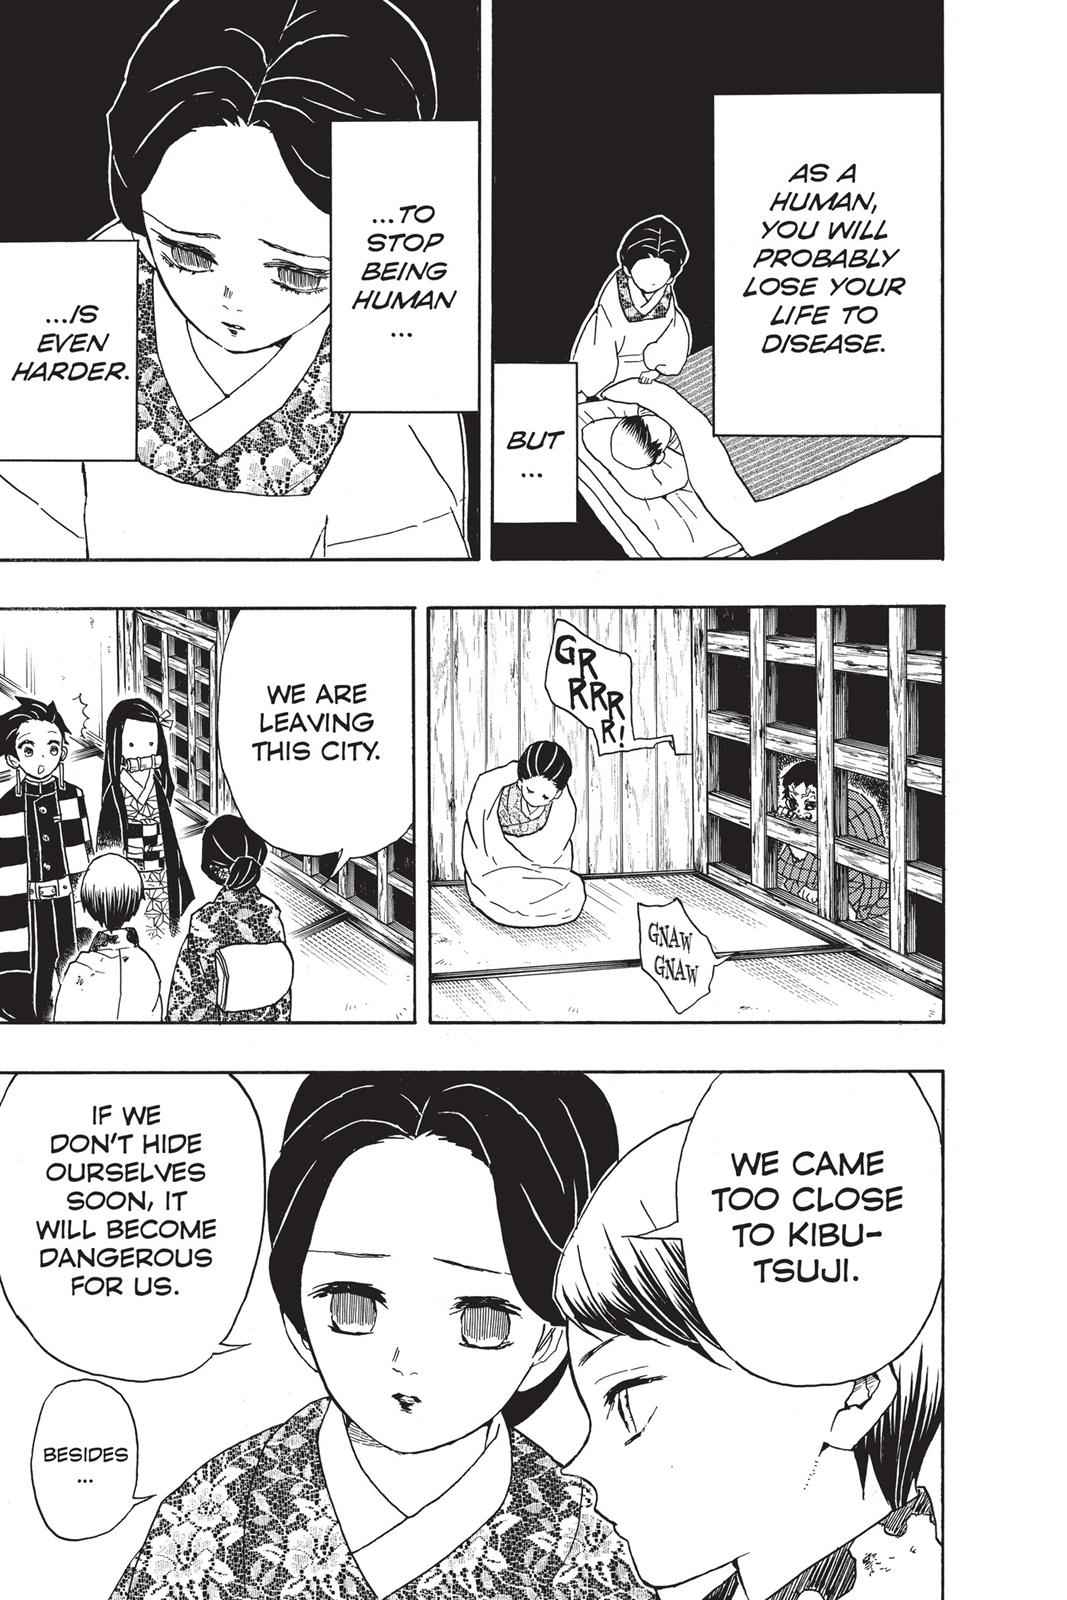 AS A
HUMAN,
YOU WILL
PROBABLY
LOSE YOUR
LIFE TO
DISEASE.
BUT
...
...TO
STOP
BEING
HUMAN
...
...IS
EVEN
HARDER.
GR
RRR
R!
GNAW
GNAW
WE ARE
LEAVING
THIS CITY.
WE CAME
TOO CLOSE
TO KIBU-
TSUJI.
IF WE
DON'T HIDE
OURSELVES
SOON, IT
WILL BECOME
DANGEROUS
FOR US.
BESIDES
...